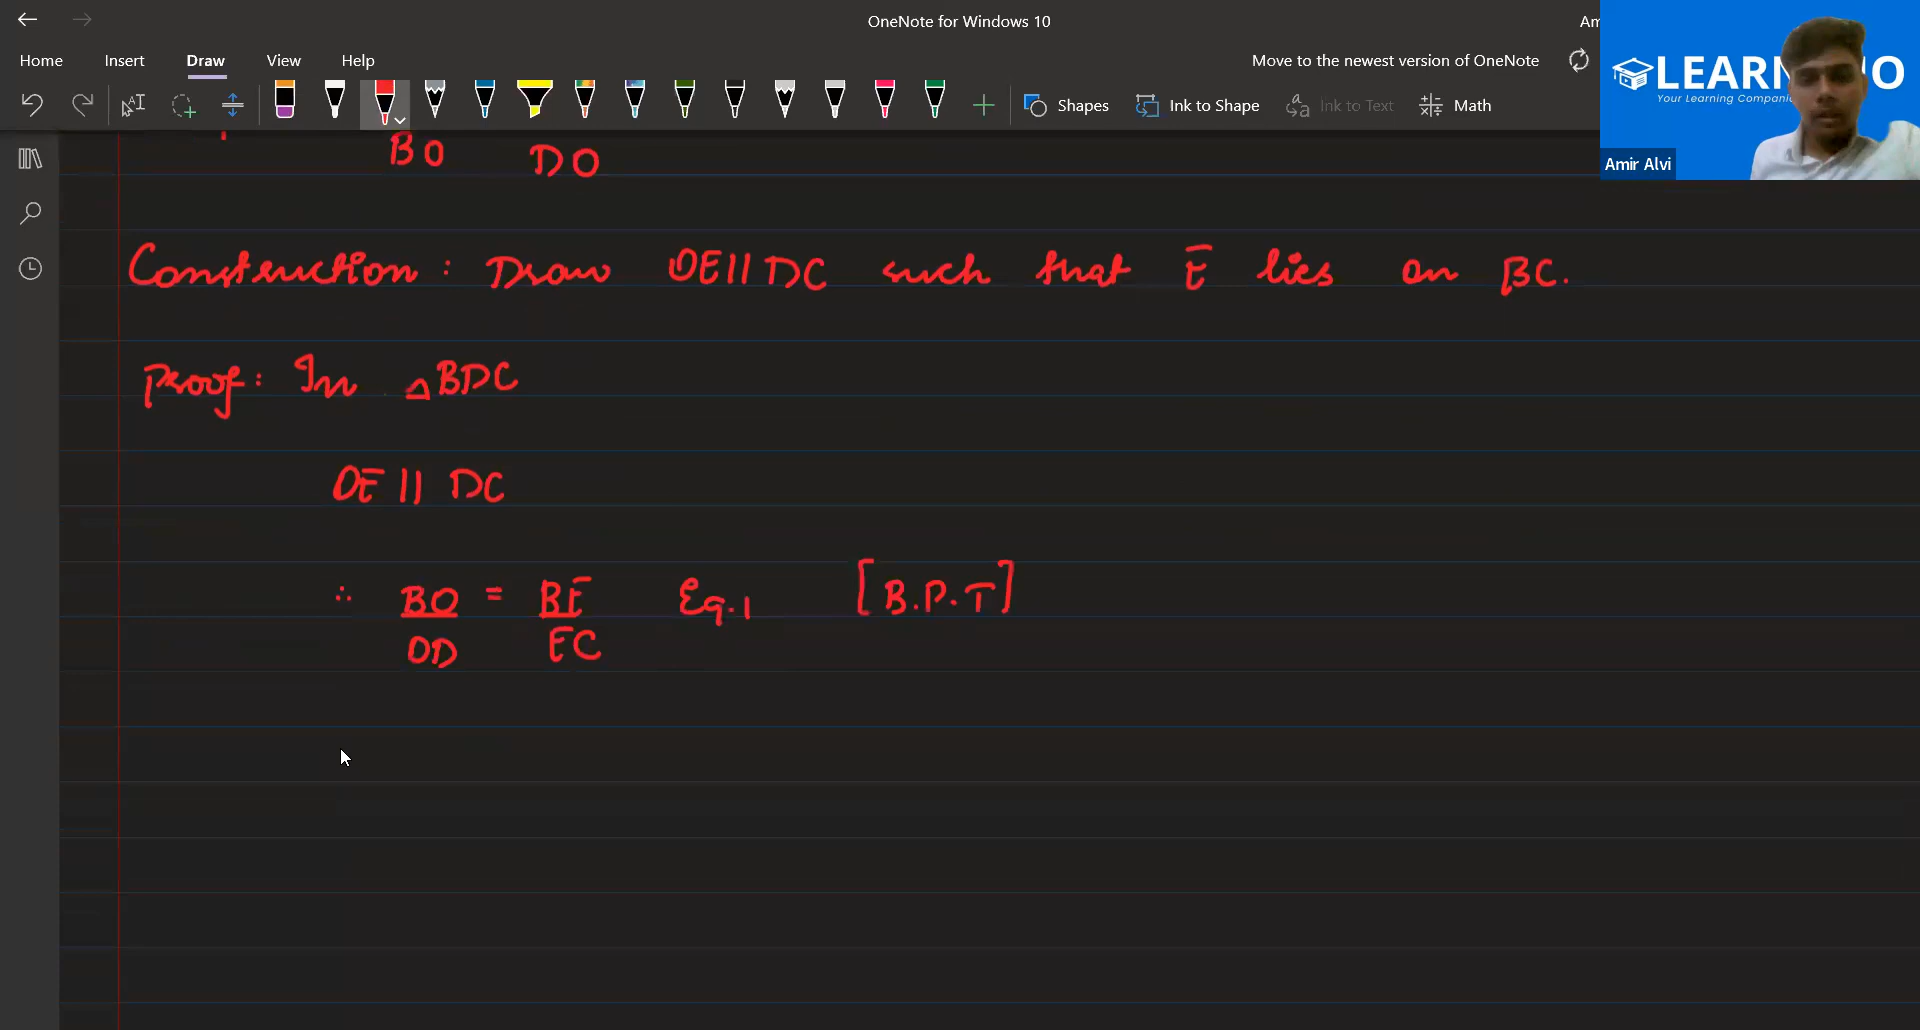 OneNote for Windows 10
Am
Home Insert Draw View Help
Move to the newest version of OneNote
LEARN O
Your Learning Compani
Ink to Shape
Shapes
Ink to Text
Math
Amir Alvi
BO DO
Construction : Draw OE || DC such that E lies on BC.
Proof : In △BDC
OE || DC
∴ BO = BE Eq.1 [B.P.T]
OD EC